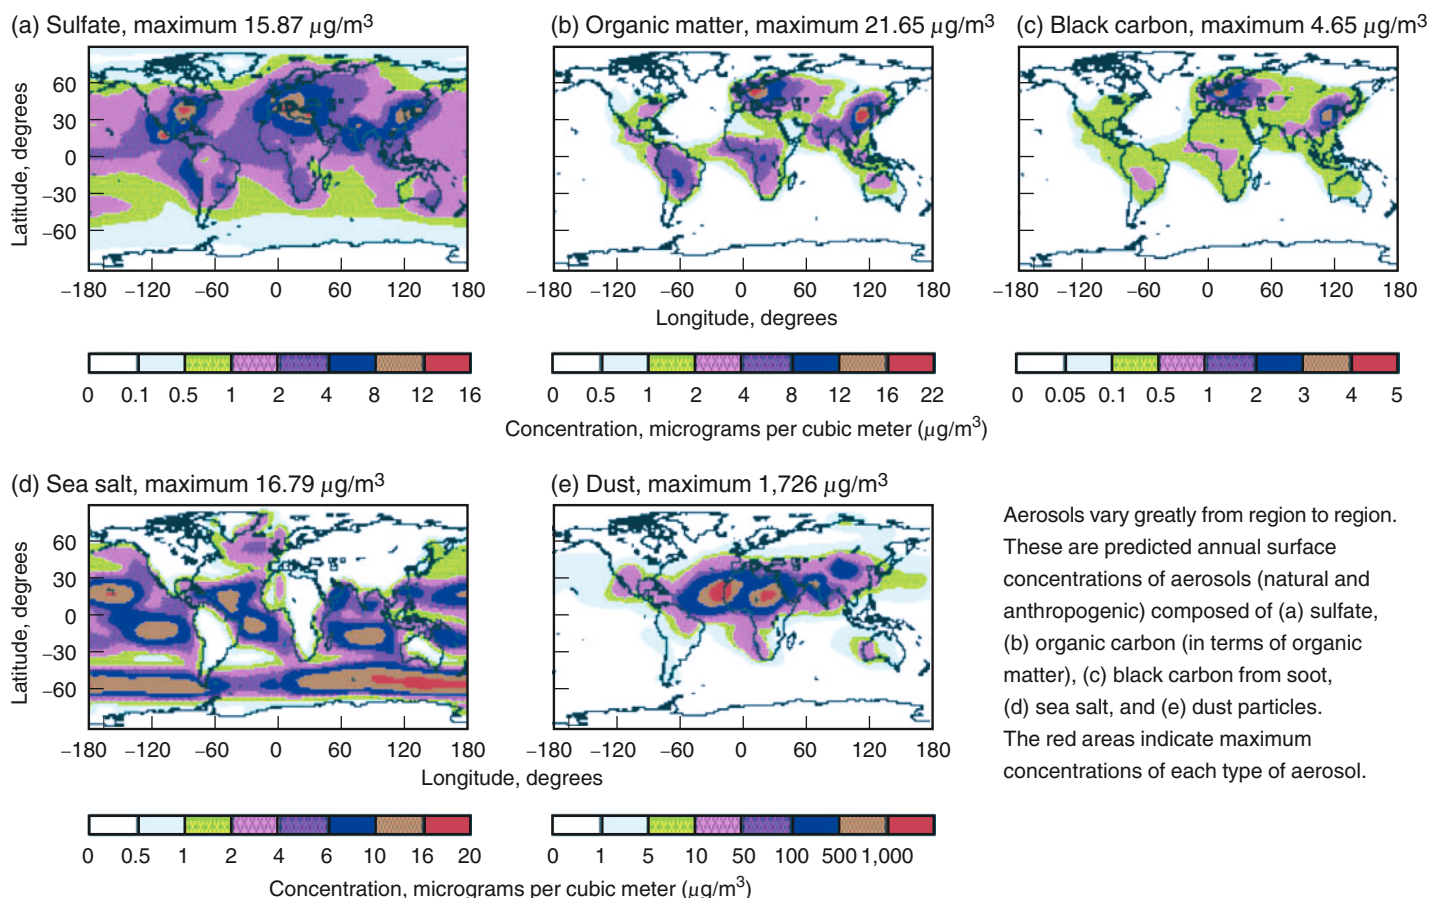 (a) Sulfate, maximum 15.87 μg/m³
(b) Organic matter, maximum 21.65 μg/m³
(c) Black carbon, maximum 4.65 μg/m³
Latitude, degrees
60
30
0
−30
−60
−180 −120 −60 0 60 120 180
−180 −120 −60 0 60 120 180
−180 −120 −60 0 60 120 180
Longitude, degrees
0 0.1 0.5 1 2 4 8 12 16
0 0.5 1 2 4 8 12 16 22
0 0.05 0.1 0.5 1 2 3 4 5
Concentration, micrograms per cubic meter (μg/m³)
(d) Sea salt, maximum 16.79 μg/m³
(e) Dust, maximum 1,726 μg/m³
Latitude, degrees
60
30
0
−30
−60
−180 −120 −60 0 60 120 180
−180 −120 −60 0 60 120 180
Longitude, degrees
0 0.5 1 2 4 6 10 16 20
0 1 5 10 50 100 500 1,000
Concentration, micrograms per cubic meter (μg/m³)
Aerosols vary greatly from region to region.
These are predicted annual surface
concentrations of aerosols (natural and
anthropogenic) composed of (a) sulfate,
(b) organic carbon (in terms of organic
matter), (c) black carbon from soot,
(d) sea salt, and (e) dust particles.
The red areas indicate maximum
concentrations of each type of aerosol.